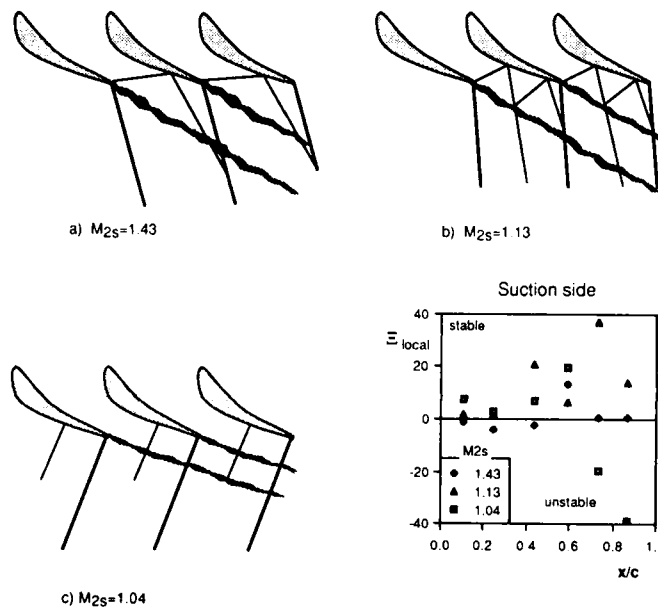 a) M2s=1.43
b) M2s=1.13
Suction side
40
stable
Ξ local
20
0
M2s
1.43
-20
1.13
unstable
1.04
-40
0.0 0.2 0.4 0.6 0.8 1.0
x/c
c) M2s=1.04